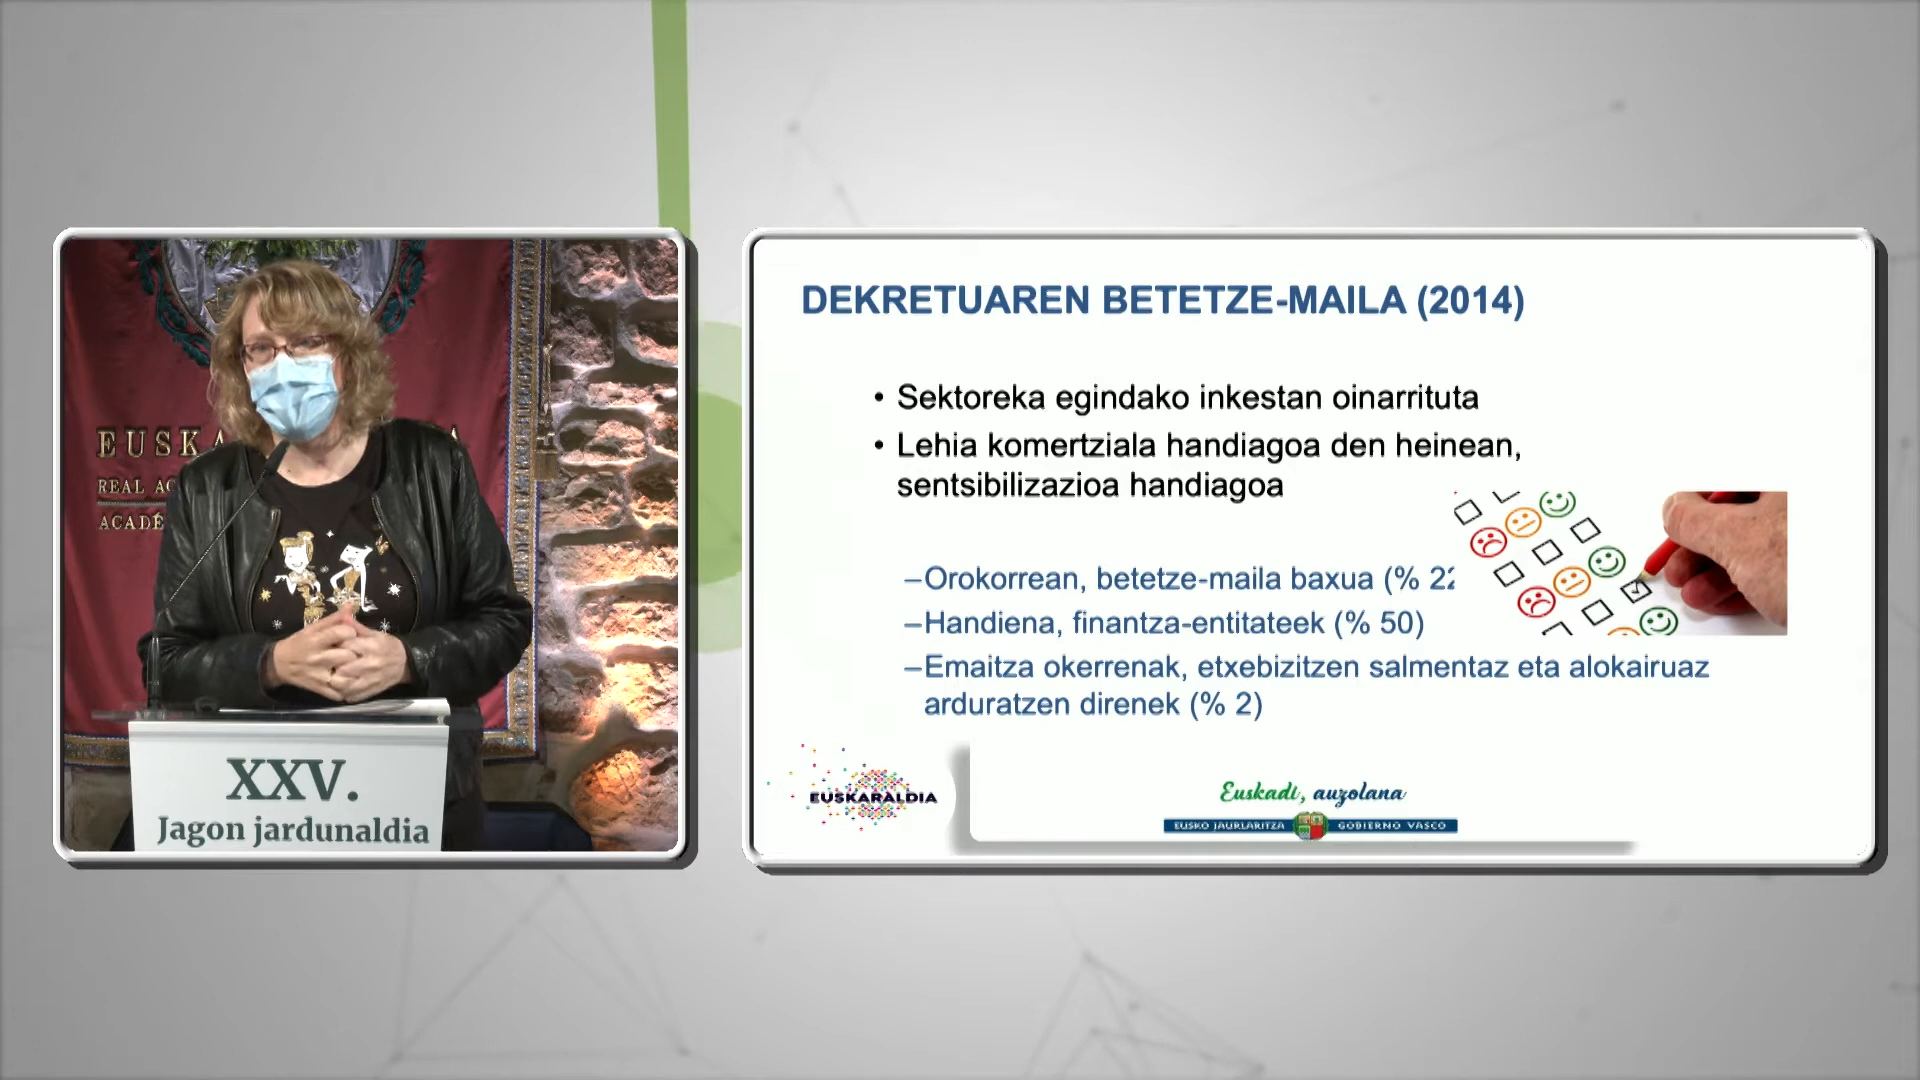 EUSKA
REAL AC
ACADÉ
XXV.
Jagon jardunaldia
DEKRETUAREN BETETZE-MAILA (2014)
• Sektoreka egindako inkestan oinarrituta
• Lehia komertziala handiagoa den heinean,
sentsibilizazioa handiagoa
–Orokorrean, betetze-maila baxua (% 22
–Handiena, finantza-entitateek (% 50)
–Emaitza okerrenak, etxebizitzen salmentaz eta alokairuaz
arduratzen direnek (% 2)
EUSKARALDIA
Euskadi, auzolana
EUSKO JAURLARITZA GOBIERNO VASCO